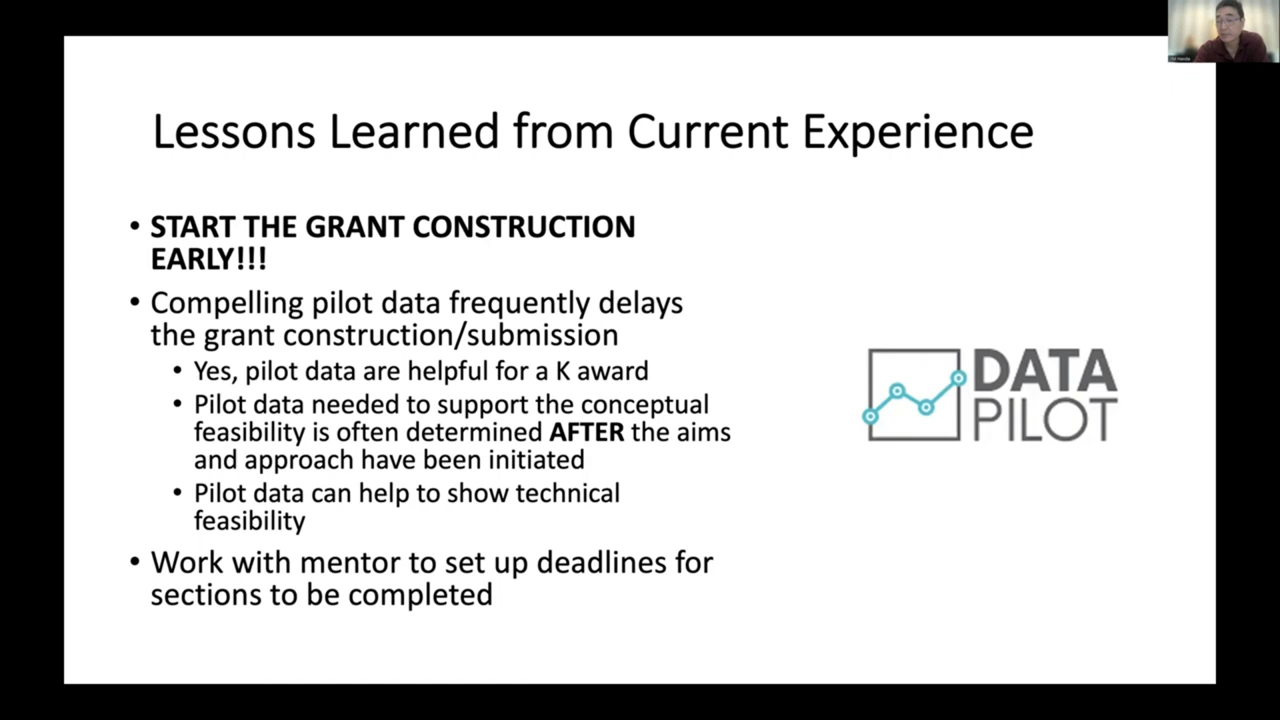 Lessons Learned from Current Experience
• START THE GRANT CONSTRUCTION
EARLY!!!
• Compelling pilot data frequently delays
the grant construction/submission
• Yes, pilot data are helpful for a K award
• Pilot data needed to support the conceptual
feasibility is often determined AFTER the aims
and approach have been initiated
• Pilot data can help to show technical
feasibility
• Work with mentor to set up deadlines for
sections to be completed
DATA
PILOT